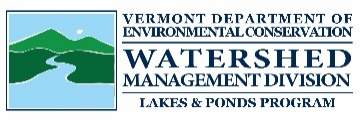 VERMONT DEPARTMENT OF
ENVIRONMENTAL CONSERVATION
WATERSHED
MANAGEMENT DIVISION
LAKES & PONDS PROGRAM